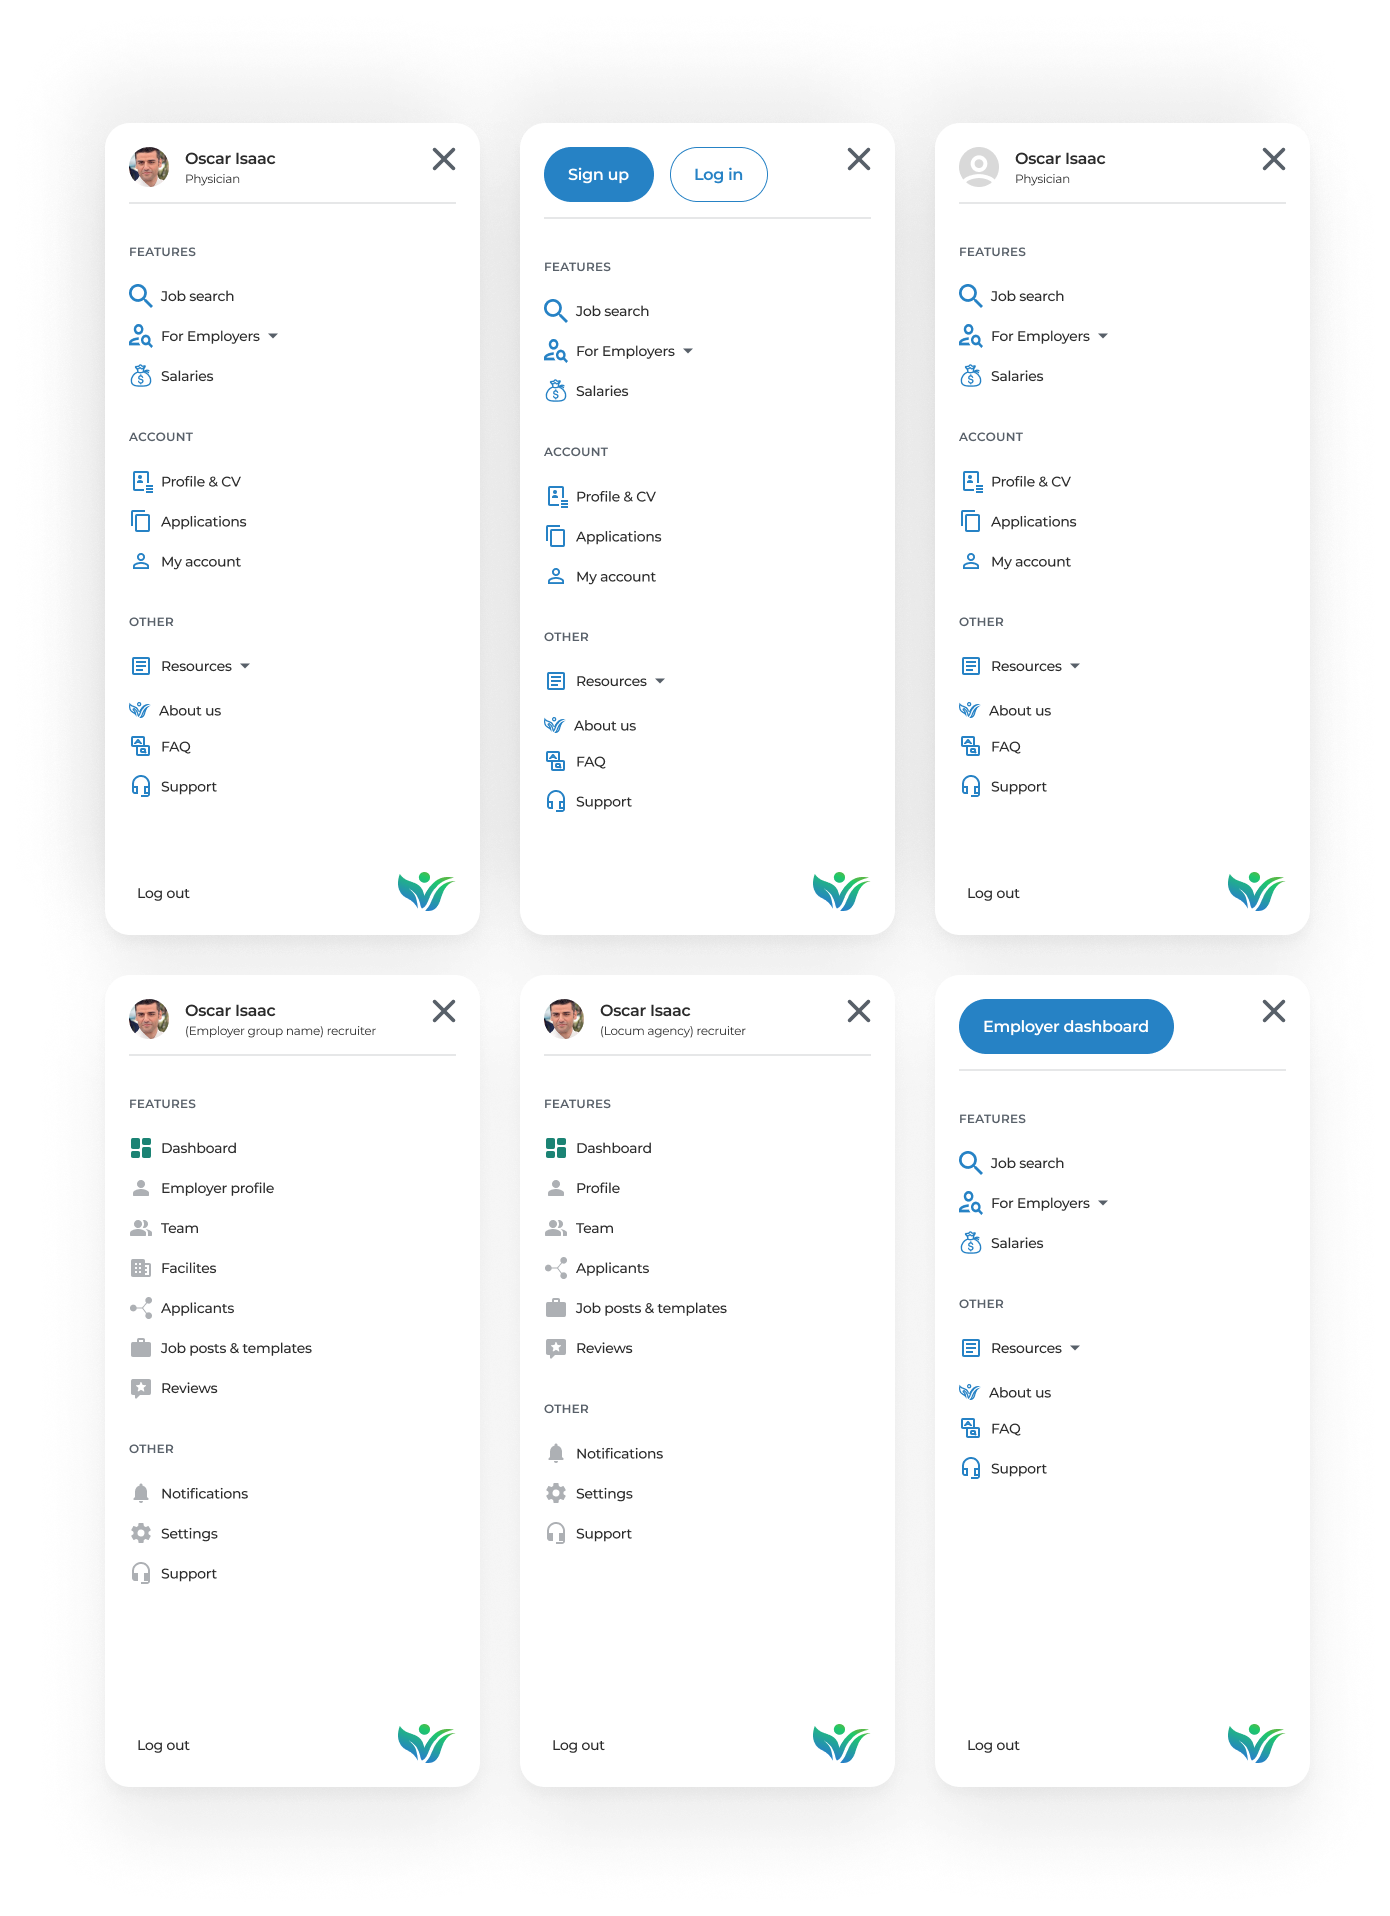 Oscar Isaac
Physician
FEATURES
Job search
For Employers
Salaries
ACCOUNT
Profile & CV
Applications
My account
OTHER
Resources
About us
FAQ
Support
Log out
Sign up
Log in
FEATURES
Job search
For Employers
Salaries
ACCOUNT
Profile & CV
Applications
My account
OTHER
Resources
About us
FAQ
Support
Oscar Isaac
Physician
FEATURES
Job search
For Employers
Salaries
ACCOUNT
Profile & CV
Applications
My account
OTHER
Resources
About us
FAQ
Support
Log out
Oscar Isaac
(Employer group name) recruiter
FEATURES
Dashboard
Employer profile
Team
Facilites
Applicants
Job posts & templates
Reviews
OTHER
Notifications
Settings
Support
Log out
Oscar Isaac
(Locum agency) recruiter
FEATURES
Dashboard
Profile
Team
Applicants
Job posts & templates
Reviews
OTHER
Notifications
Settings
Support
Log out
Employer dashboard
FEATURES
Job search
For Employers
Salaries
OTHER
Resources
About us
FAQ
Support
Log out